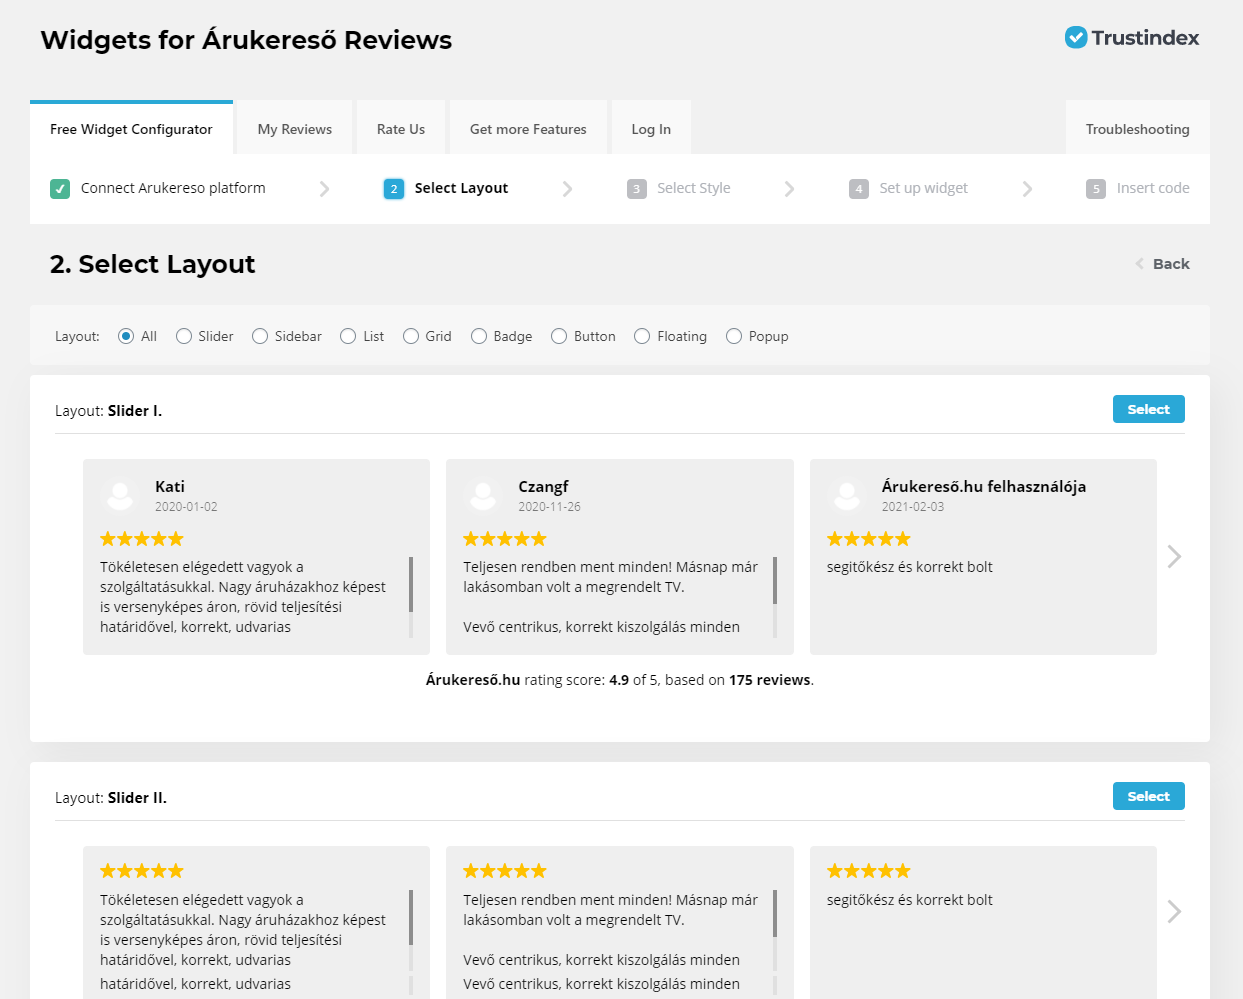 Widgets for Árukereső Reviews
Trustindex
Free Widget Configurator
My Reviews
Rate Us
Get more Features
Log In
Troubleshooting
Connect Arukereso platform
2 Select Layout
3 Select Style
4 Set up widget
5 Insert code
2. Select Layout
Back
Layout: All Slider Sidebar List Grid Badge Button Floating Popup
Layout: Slider I.
Select
Kati
2020-01-02
Tökéletesen elégedett vagyok a
szolgáltatásukkal. Nagy áruházakhoz képest
is versenyképes áron, rövid teljesítési
határidővel, korrekt, udvarias
Czangf
2020-11-26
Teljesen rendben ment minden! Másnap már
lakásomban volt a megrendelt TV.
Vevő centrikus, korrekt kiszolgálás minden
Árukereső.hu felhasználója
2021-02-03
segitőkész és korrekt bolt
Árukereső.hu rating score: 4.9 of 5, based on 175 reviews.
Layout: Slider II.
Select
Tökéletesen elégedett vagyok a
szolgáltatásukkal. Nagy áruházakhoz képest
is versenyképes áron, rövid teljesítési
határidővel, korrekt, udvarias
határidővel, korrekt, udvarias
Teljesen rendben ment minden! Másnap már
lakásomban volt a megrendelt TV.
Vevő centrikus, korrekt kiszolgálás minden
Vevő centrikus, korrekt kiszolgálás minden
segitőkész és korrekt bolt